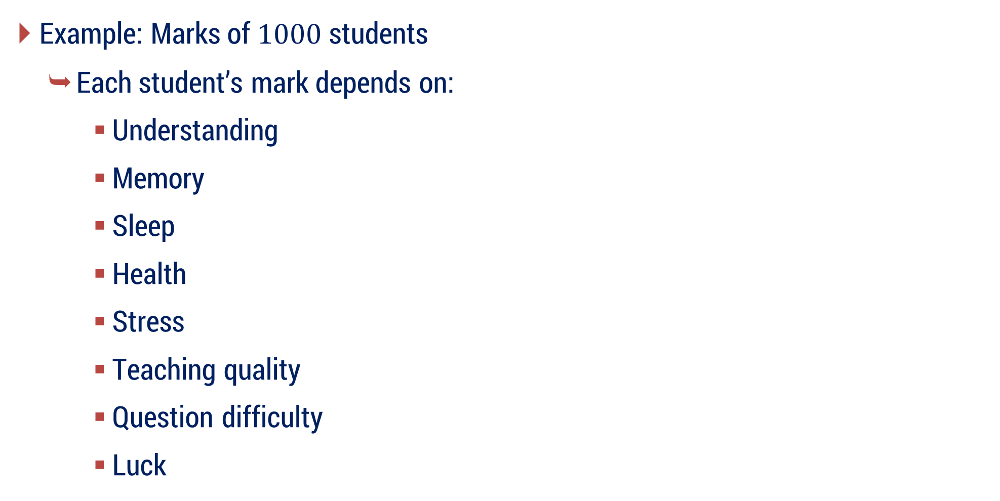 Example: Marks of 1000 students
Each student’s mark depends on:
Understanding
Memory
Sleep
Health
Stress
Teaching quality
Question difficulty
Luck